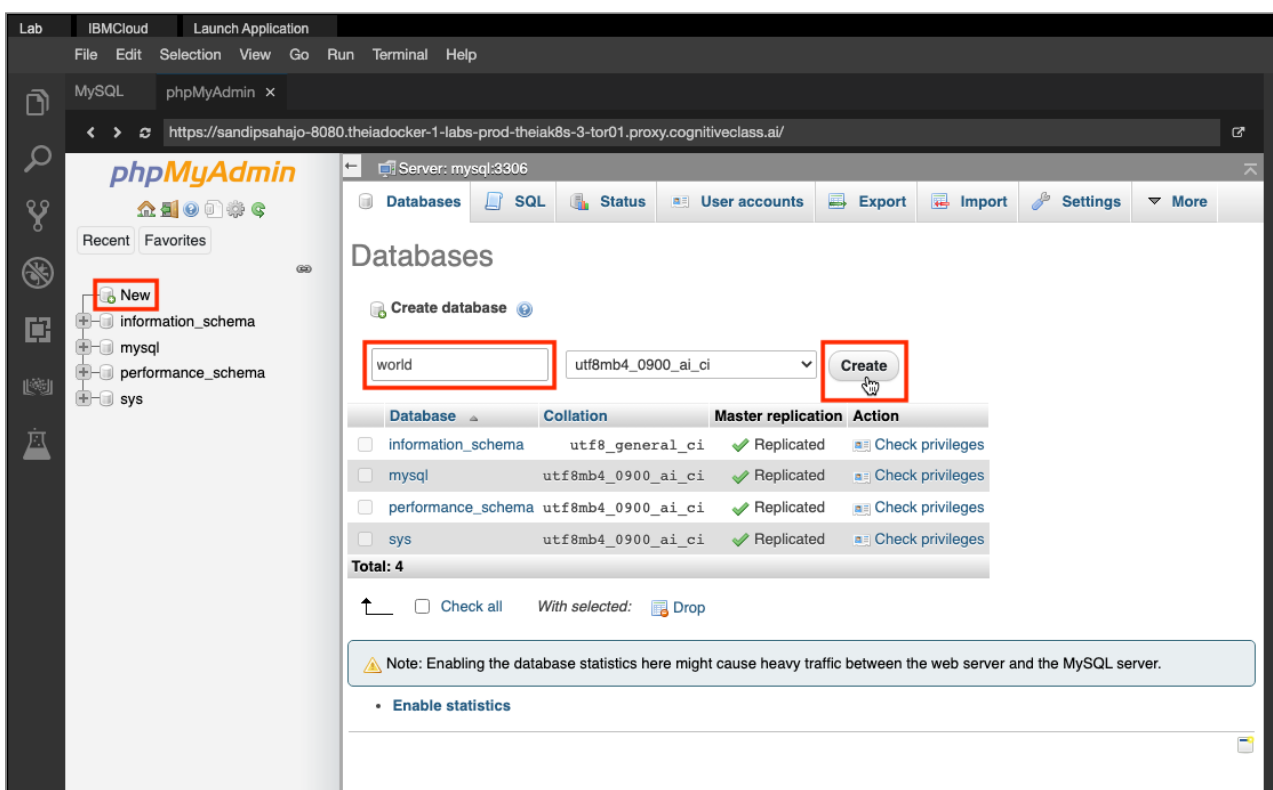 Lab IBMCloud Launch Application
File Edit Selection View Go Run Terminal Help
MySQL phpMyAdmin ×
https://sandipsahajo-8080.theiadocker-1-labs-prod-theiak8s-3-tor01.proxy.cognitiveclass.ai/
phpMyAdmin
Recent Favorites
New
information_schema
mysql
performance_schema
sys
Server: mysql:3306
Databases SQL Status User accounts Export Import Settings More
Databases
Create database
world utf8mb4_0900_ai_ci Create
Database Collation Master replication Action
information_schema utf8_general_ci Replicated Check privileges
mysql utf8mb4_0900_ai_ci Replicated Check privileges
performance_schema utf8mb4_0900_ai_ci Replicated Check privileges
sys utf8mb4_0900_ai_ci Replicated Check privileges
Total: 4
Check all With selected: Drop
Note: Enabling the database statistics here might cause heavy traffic between the web server and the MySQL server.
• Enable statistics